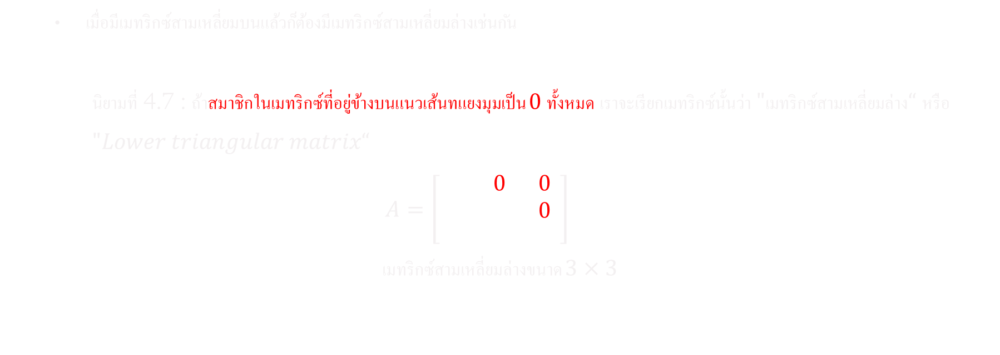 • เมื่อมีเมทริกซ์สามเหลี่ยมบนแล้วก็ต้องมีเมทริกซ์สามเหลี่ยมล่างเช่นกัน
นิยามที่ 4.7 : ถ้าสมาชิกในเมทริกซ์ที่อยู่ข้างบนแนวเส้นทแยงมุมเป็น 0 ทั้งหมด เราจะเรียกเมทริกซ์นั้นว่า "เมทริกซ์สามเหลี่ยมล่าง“ หรือ
"Lower triangular matrix“
0 0
A = [ 0 ]
เมทริกซ์สามเหลี่ยมล่างขนาด 3 × 3